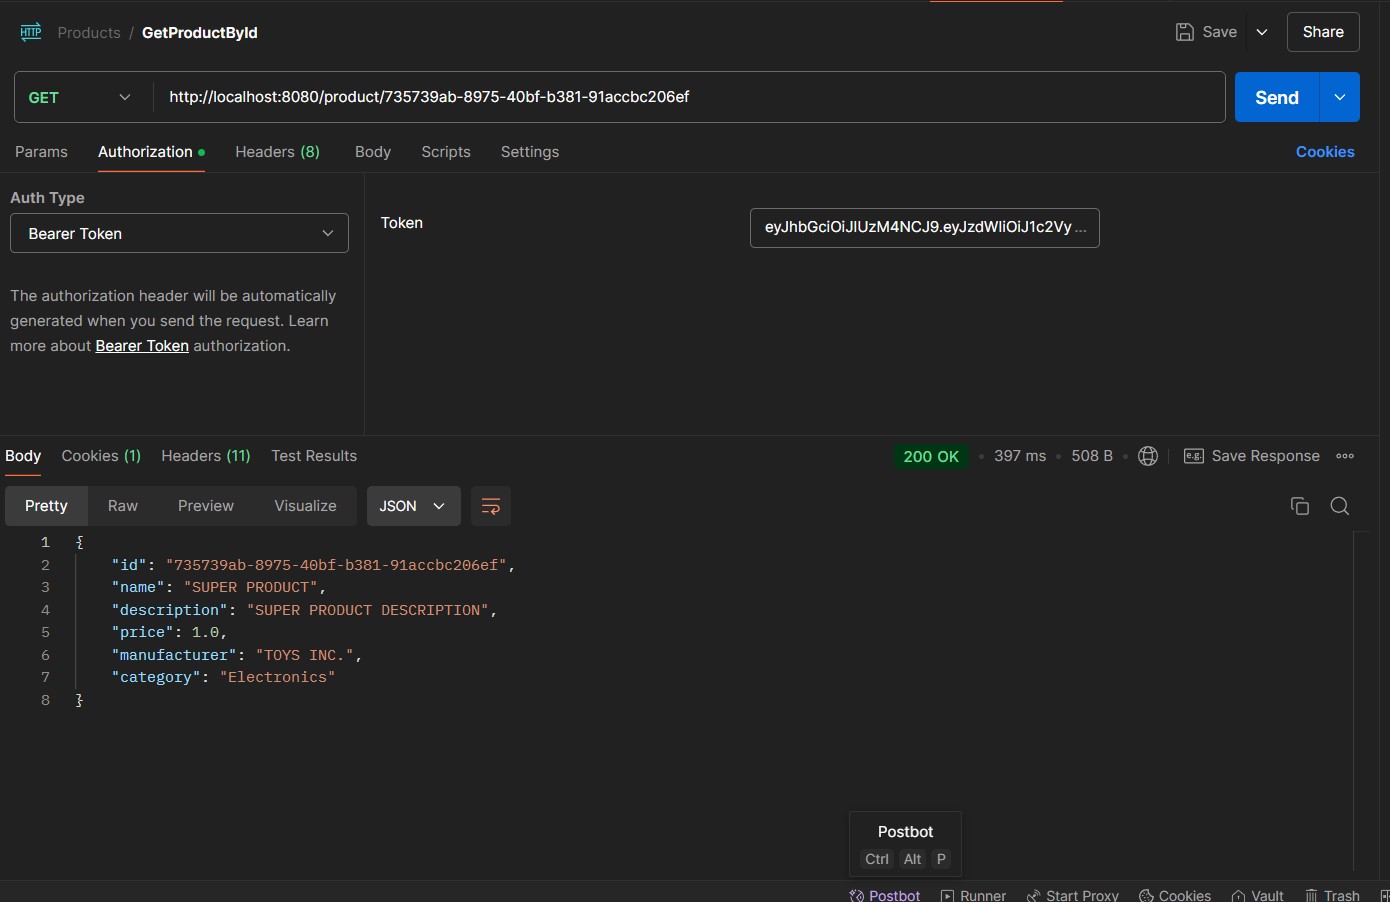 HTTP Products / GetProductById Save Share
GET http://localhost:8080/product/735739ab-8975-40bf-b381-91accbc206ef Send
Params Authorization Headers (8) Body Scripts Settings Cookies
Auth Type
Bearer Token
The authorization header will be automatically
generated when you send the request. Learn
more about Bearer Token authorization.
Token eyJhbGciOiJIUzM4NCJ9.eyJzdWIiOiJ1c2Vy ...
Body Cookies (1) Headers (11) Test Results 200 OK 397 ms 508 B e.g. Save Response
Pretty Raw Preview Visualize JSON
1 {
2 "id": "735739ab-8975-40bf-b381-91accbc206ef",
3 "name": "SUPER PRODUCT",
4 "description": "SUPER PRODUCT DESCRIPTION",
5 "price": 1.0,
6 "manufacturer": "TOYS INC.",
7 "category": "Electronics"
8 }
Postbot
Ctrl Alt P
Postbot Runner Start Proxy Cookies Vault Trash